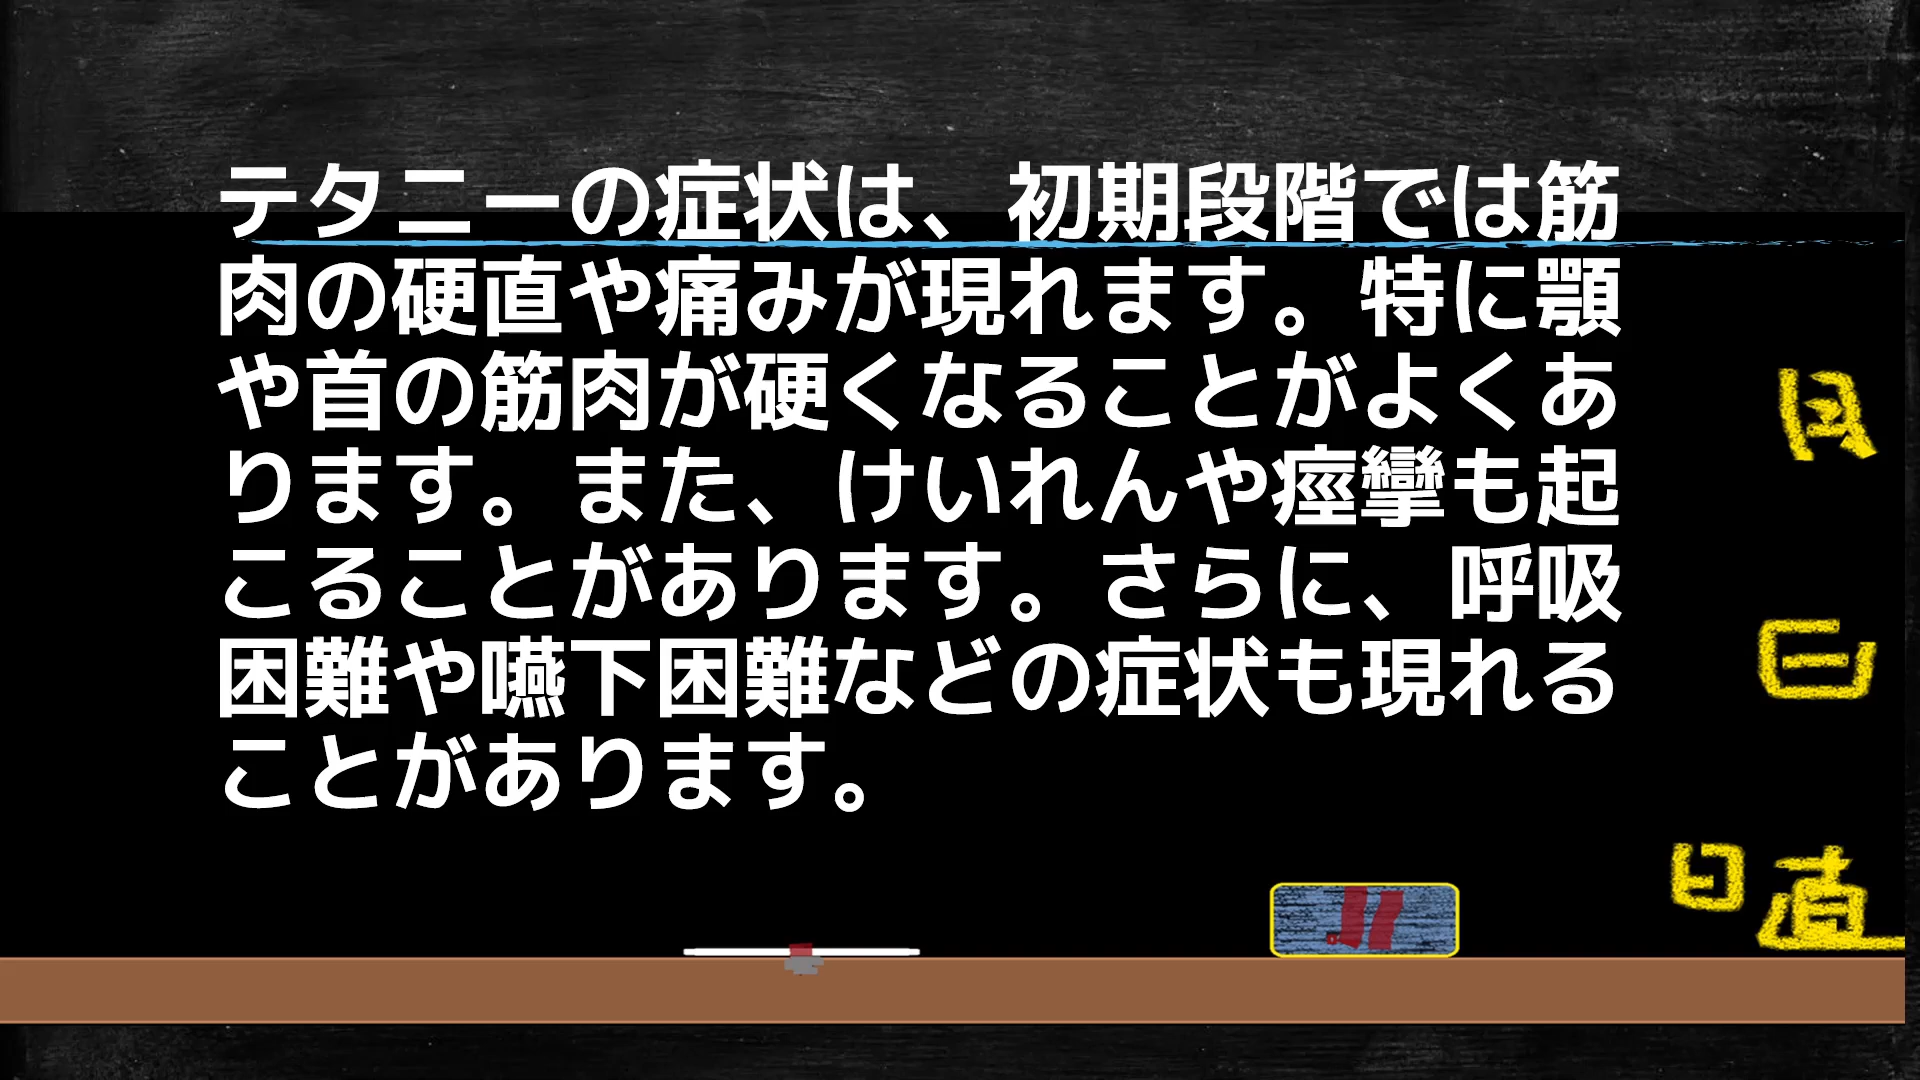 テタニーの症状は、初期段階では筋
肉の硬直や痛みが現れます。特に顎
や首の筋肉が硬くなることがよくあ
ります。また、けいれんや痙攣も起
こることがあります。さらに、呼吸
困難や嚥下困難などの症状も現れる
ことがあります。
日直